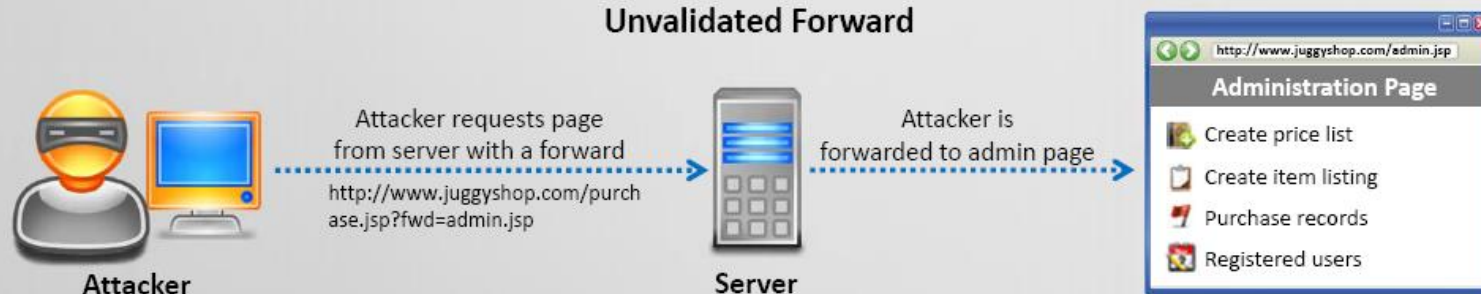 Unvalidated Forward
Attacker requests page
from server with a forward
http://www.juggyshop.com/purch
ase.jsp?fwd=admin.jsp
Attacker
Server
Attacker is
forwarded to admin page
http://www.juggyshop.com/admin.jsp
Administration Page
Create price list
Create item listing
Purchase records
Registered users